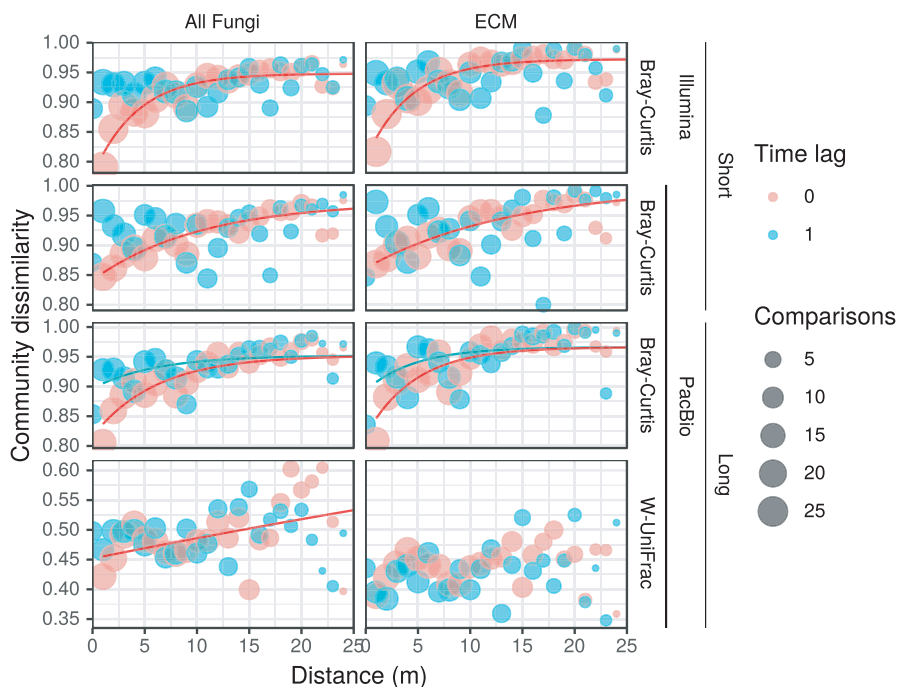 All Fungi
ECM
Community dissimilarity
1.00
0.95
0.90
0.85
0.80
Bray-Curtis
Illumina
Short
1.00
0.95
0.90
0.85
0.80
Bray-Curtis
1.00
0.95
0.90
0.85
0.80
Bray-Curtis
PacBio
Long
0.60
0.55
0.50
0.45
0.40
0.35
W-UniFrac
0 5 10 15 20 25
0 5 10 15 20 25
Distance (m)
Time lag
0
1
Comparisons
5
10
15
20
25